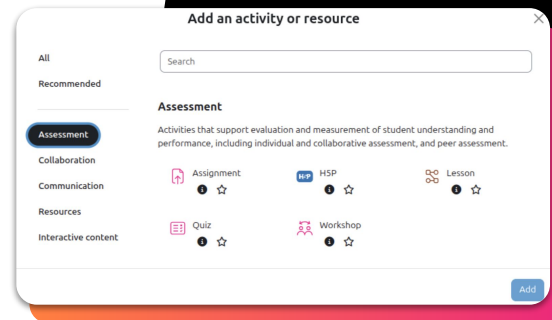 Add an activity or resource
All
Recommended
Assessment
Collaboration
Communication
Resources
Interactive content
Search
Assessment
Activities that support evaluation and measurement of student understanding and
performance, including individual and collaborative assessment, and peer assessment.
Assignment
H5P H5P
Lesson
Quiz
Workshop
Add